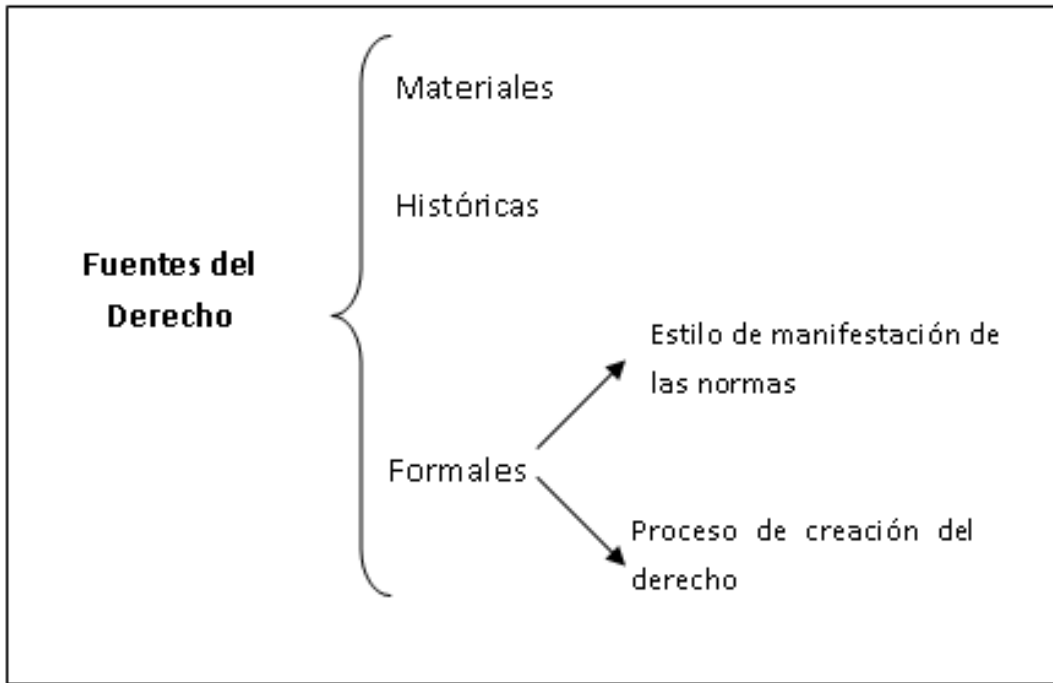 Materiales
Históricas
Fuentes del
Derecho
Estilo de manifestación de
las normas
Formales
Proceso de creación del
derecho